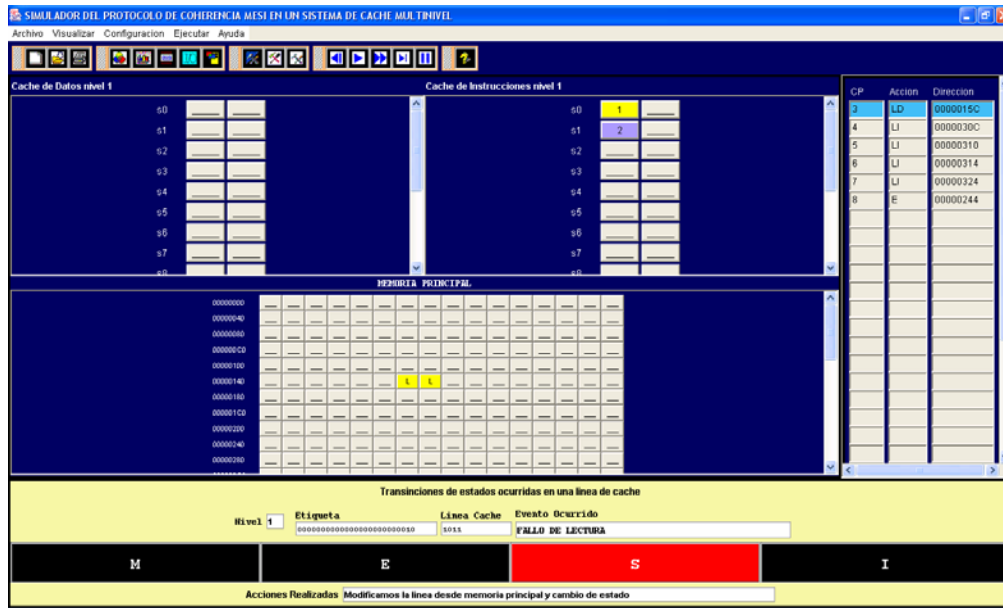 SIMULADOR DEL PROTOCOLO DE COHERENCIA MESI EN UN SISTEMA DE CACHE MULTINIVEL
Archivo Visualizar Configuracion Ejecutar Ayuda
Cache de Datos nivel 1
s0
s1
s2
s3
s4
s5
s6
s7
s8
Cache de Instrucciones nivel 1
s0 1
s1 2
s2
s3
s4
s5
s6
s7
s8
CP Accion Direccion
3 LD 0000015C
4 LI 0000030C
5 LI 00000310
6 LI 00000314
7 LI 00000324
8 E 00000244
MEMORIA PRINCIPAL
00000000
00000040
00000080
000000C0
00000100
00000140 L L
00000180
000001C0
00000200
00000240
00000280
Transinciones de estados ocurridas en una linea de cache
Nivel 1
Etiqueta
Linea Cache 1011
Evento Ocurrido
FALLO DE LECTURA
M E S I
Acciones Realizadas Modificamos la linea desde memoria principal y cambio de estado